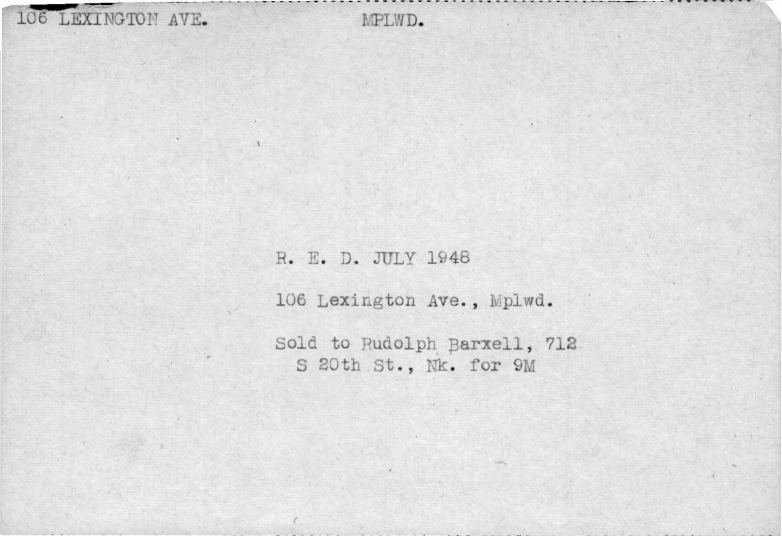 106 LEXINGTON AVE. MPLWD.
R. E. D. JULY 1948
106 Lexington Ave., Mplwd.
Sold to Rudolph Barxell, 712
S 20th St., Nk. for 9M